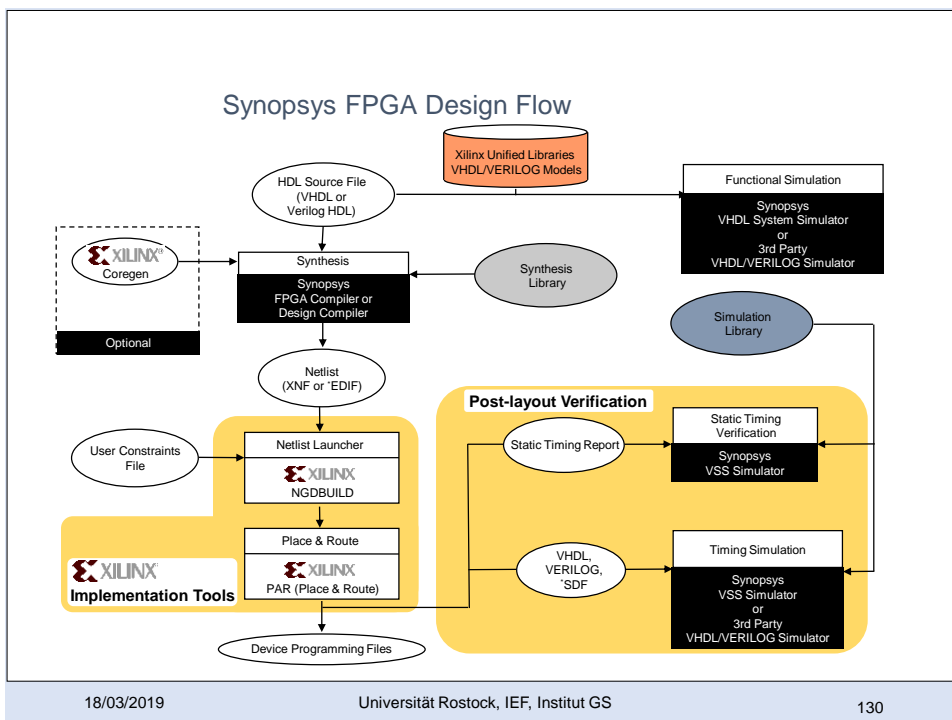 Synopsys FPGA Design Flow
Xilinx Unified Libraries
VHDL/VERILOG Models
HDL Source File
(VHDL or
Verilog HDL)
Functional Simulation
Synopsys
VHDL System Simulator
or
3rd Party
VHDL/VERILOG Simulator
XILINX®
Coregen
Optional
Synthesis
Synopsys
FPGA Compiler or
Design Compiler
Synthesis
Library
Simulation
Library
Netlist
(XNF or *EDIF)
Post-layout Verification
User Constraints
File
Netlist Launcher
XILINX
NGDBUILD
Static Timing Report
Static Timing
Verification
Synopsys
VSS Simulator
Place & Route
XILINX
PAR (Place & Route)
XILINX®
Implementation Tools
VHDL,
VERILOG,
*SDF
Timing Simulation
Synopsys
VSS Simulator
or
3rd Party
VHDL/VERILOG Simulator
Device Programming Files
18/03/2019
Universität Rostock, IEF, Institut GS
130